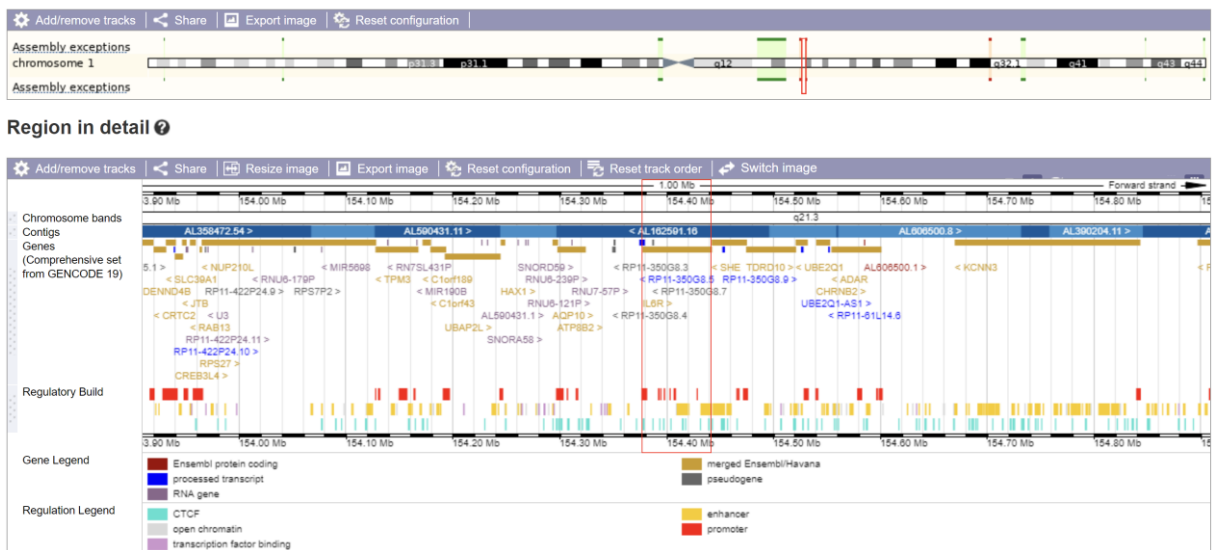 Add/remove tracks Share Export image Reset configuration
Assembly exceptions
chromosome 1 p31.3 p31.1 q12 q32.1 q41 q43 q44
Assembly exceptions
Region in detail
Add/remove tracks Share Resize image Export image Reset configuration Reset track order Switch image
1.00 Mb Forward strand
3.90 Mb 154.00 Mb 154.10 Mb 154.20 Mb 154.30 Mb 154.40 Mb 154.50 Mb 154.60 Mb 154.70 Mb 154.80 Mb
Chromosome bands q21.3
Contigs AL358472.54 > AL590431.11 > < AL162591.16 AL606500.8 > AL390204.11 >
Genes
(Comprehensive set
from GENCODE 19)
5.1 > < NUP210L < MIR5698 < RN7SL431P SNORD59 > < RP11-350G8.3 < SHE TDRD10 > < UBE2Q1 AL606500.1 > < KCNN3
< SLC39A1 < RNU6-179P < TPM3 < C1orf189 RNU6-239P > < RP11-350G8.5 RP11-350G8.9 > < ADAR
DENND4B RP11-422P24.9 > RPS7P2 > < MIR190B HAX1 > RNU7-57P > < RP11-350G8.7 CHRNB2 >
< JTB < C1orf43 RNU6-121P > IL6R > UBE2Q1-AS1 >
< CRTC2 < U3 AL590431.1 > AQP10 > < RP11-350G8.4 < RP11-61L14.6
< RAB13 UBAP2L > ATP8B2 >
RP11-422P24.11 > SNORA58 >
RP11-422P24.10 >
RPS27 >
CREB3L4 >
Regulatory Build
3.90 Mb 154.00 Mb 154.10 Mb 154.20 Mb 154.30 Mb 154.40 Mb 154.50 Mb 154.60 Mb 154.70 Mb 154.80 Mb
Gene Legend
Ensembl protein coding merged Ensembl/Havana
processed transcript pseudogene
RNA gene
Regulation Legend
CTCF enhancer
open chromatin promoter
transcription factor binding